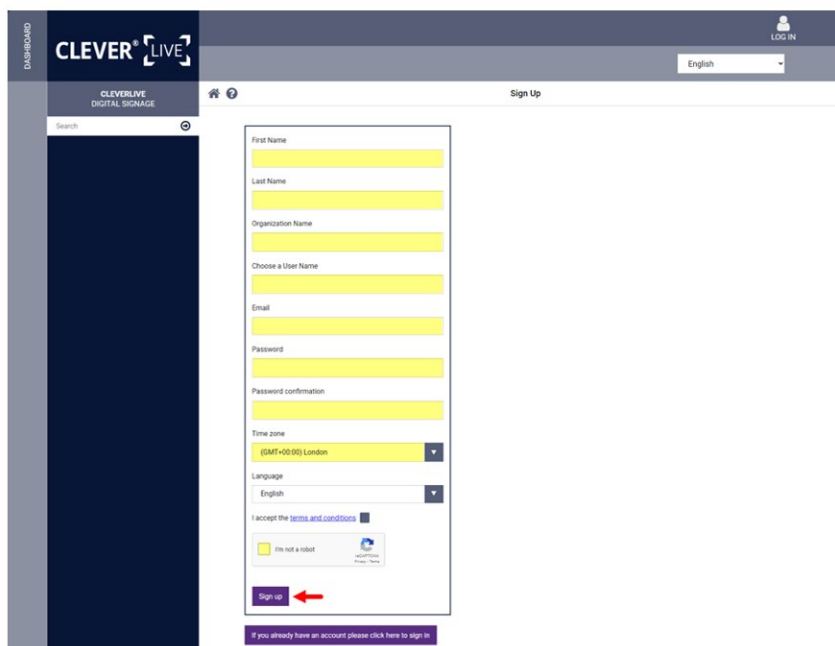 DASHBOARD
CLEVER® [LIVE]
LOG IN
English
CLEVERLIVE
DIGITAL SIGNAGE
Search
Sign Up
First Name
Last Name
Organization Name
Choose a User Name
Email
Password
Password confirmation
Time zone
(GMT+00:00) London
Language
English
I accept the terms and conditions
I'm not a robot
reCAPTCHA
Privacy - Terms
Sign up
If you already have an account please click here to sign in